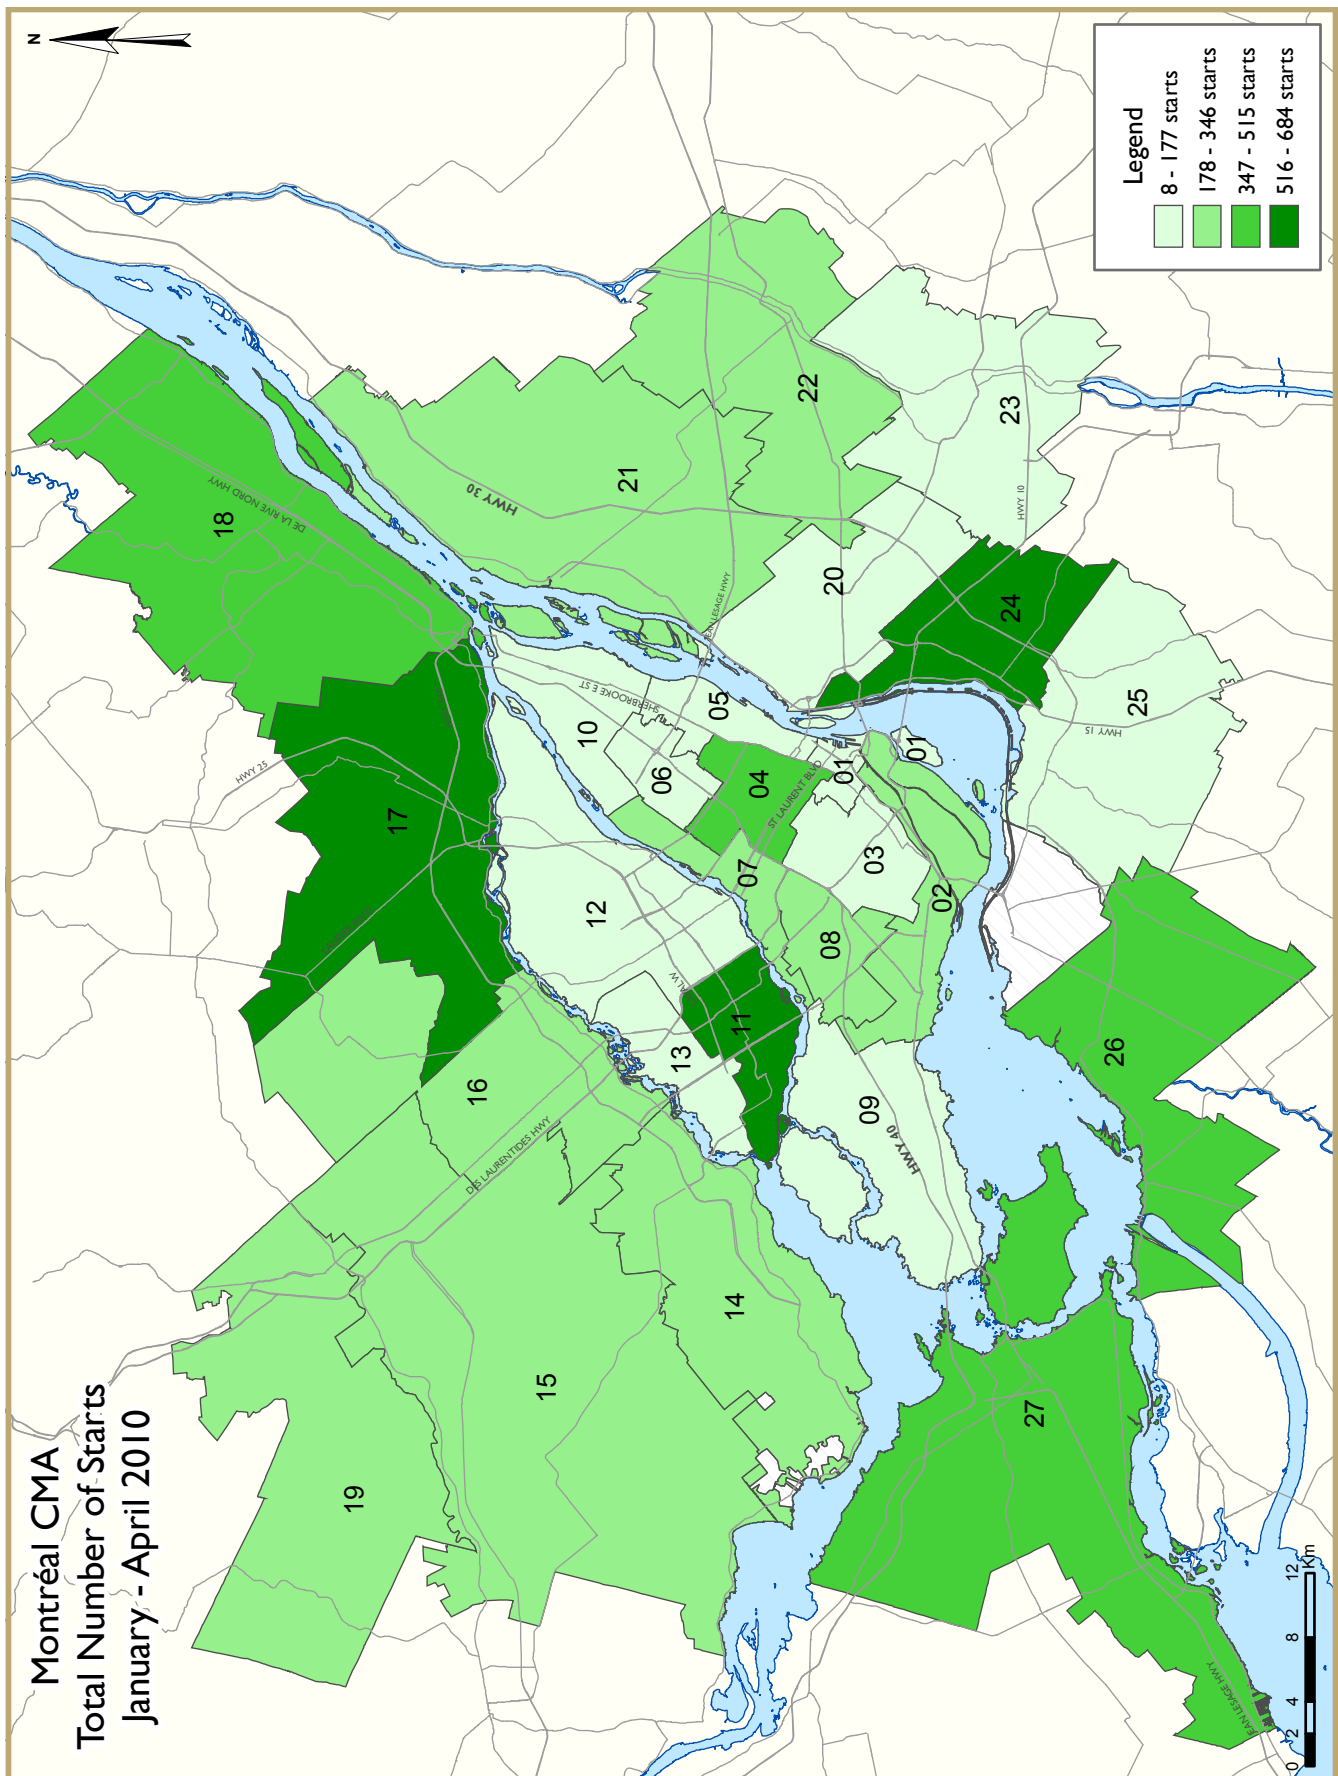 Montréal CMA
Total Number of Starts
January - April 2010
N
Legend
8 - 177 starts
178 - 346 starts
347 - 515 starts
516 - 684 starts
18
DE LA RIVE NORD HWY
HWY 25
17
HWY 30
21
22
23
HWY 10
20
JEAN LESAGE HWY
24
25
HWY 15
SHERBROOKE E ST
05
10
06
04
ST LAURENT BLVD
01
01
03
02
07
08
12
11
13
09
HWY 40
16
DES LAURENTIDES HWY
14
15
19
26
27
JEAN LESAGE HWY
0 2 4 8 12
Km